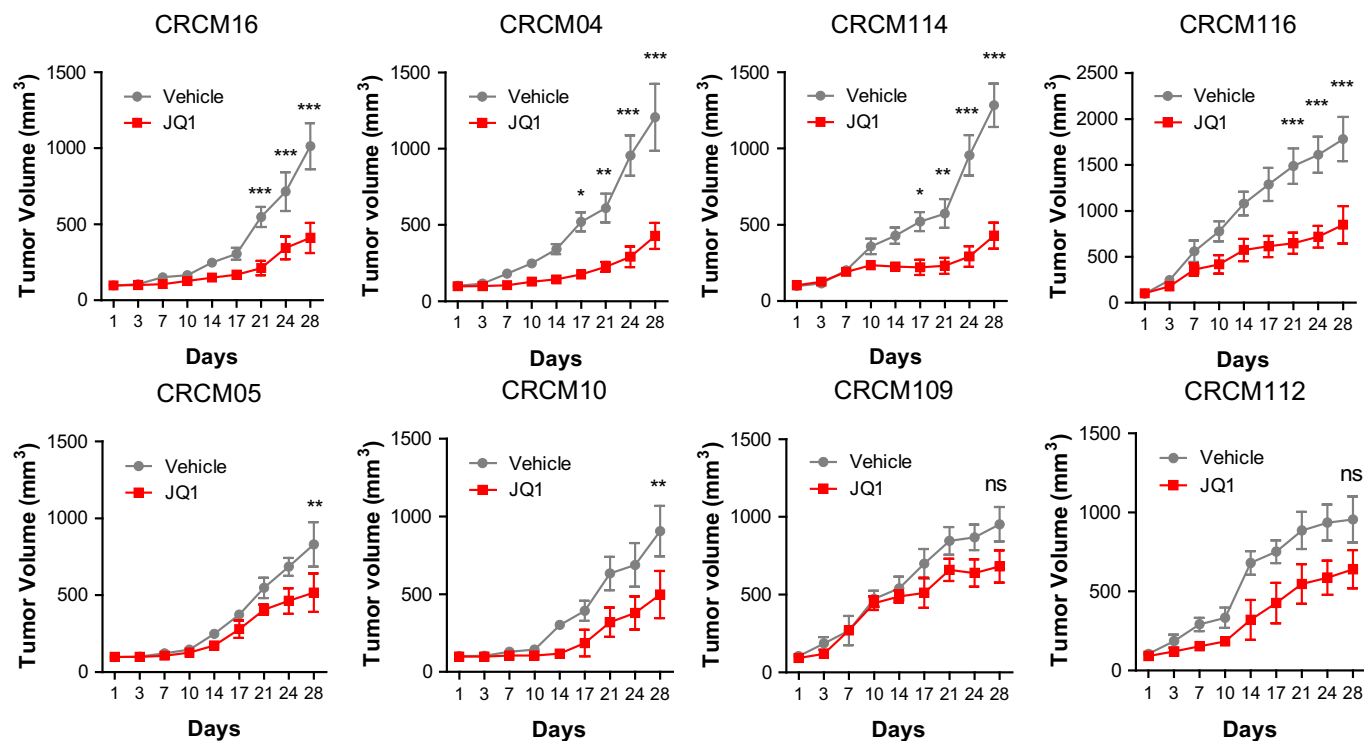 CRCM16
Tumor Volume (mm3)
1500
1000
500
0
Vehicle
JQ1
***
***
***
1 3 7 10 14 17 21 24 28
Days
CRCM04
Tumor volume (mm3)
1500
1000
500
0
Vehicle
JQ1
*
**
***
***
1 3 7 10 14 17 21 24 28
Days
CRCM114
Tumor Volume (mm3)
1500
1000
500
0
Vehicle
JQ1
*
**
***
***
1 3 7 10 14 17 21 24 28
Days
CRCM116
Tumor Volume (mm3)
2500
2000
1500
1000
500
0
Vehicle
JQ1
***
***
***
1 3 7 10 14 17 21 24 28
Days
CRCM05
Tumor Volume (mm3)
1500
1000
500
0
Vehicle
JQ1
**
1 3 7 10 14 17 21 24 28
Days
CRCM10
Tumor volume (mm3)
1500
1000
500
0
Vehicle
JQ1
**
1 3 7 10 14 17 21 24 28
Days
CRCM109
Tumor Volume (mm3)
1500
1000
500
0
Vehicle
JQ1
ns
1 3 7 10 14 17 21 24 28
Days
CRCM112
Tumor Volume (mm3)
1500
1000
500
0
Vehicle
JQ1
ns
1 3 7 10 14 17 21 24 28
Days